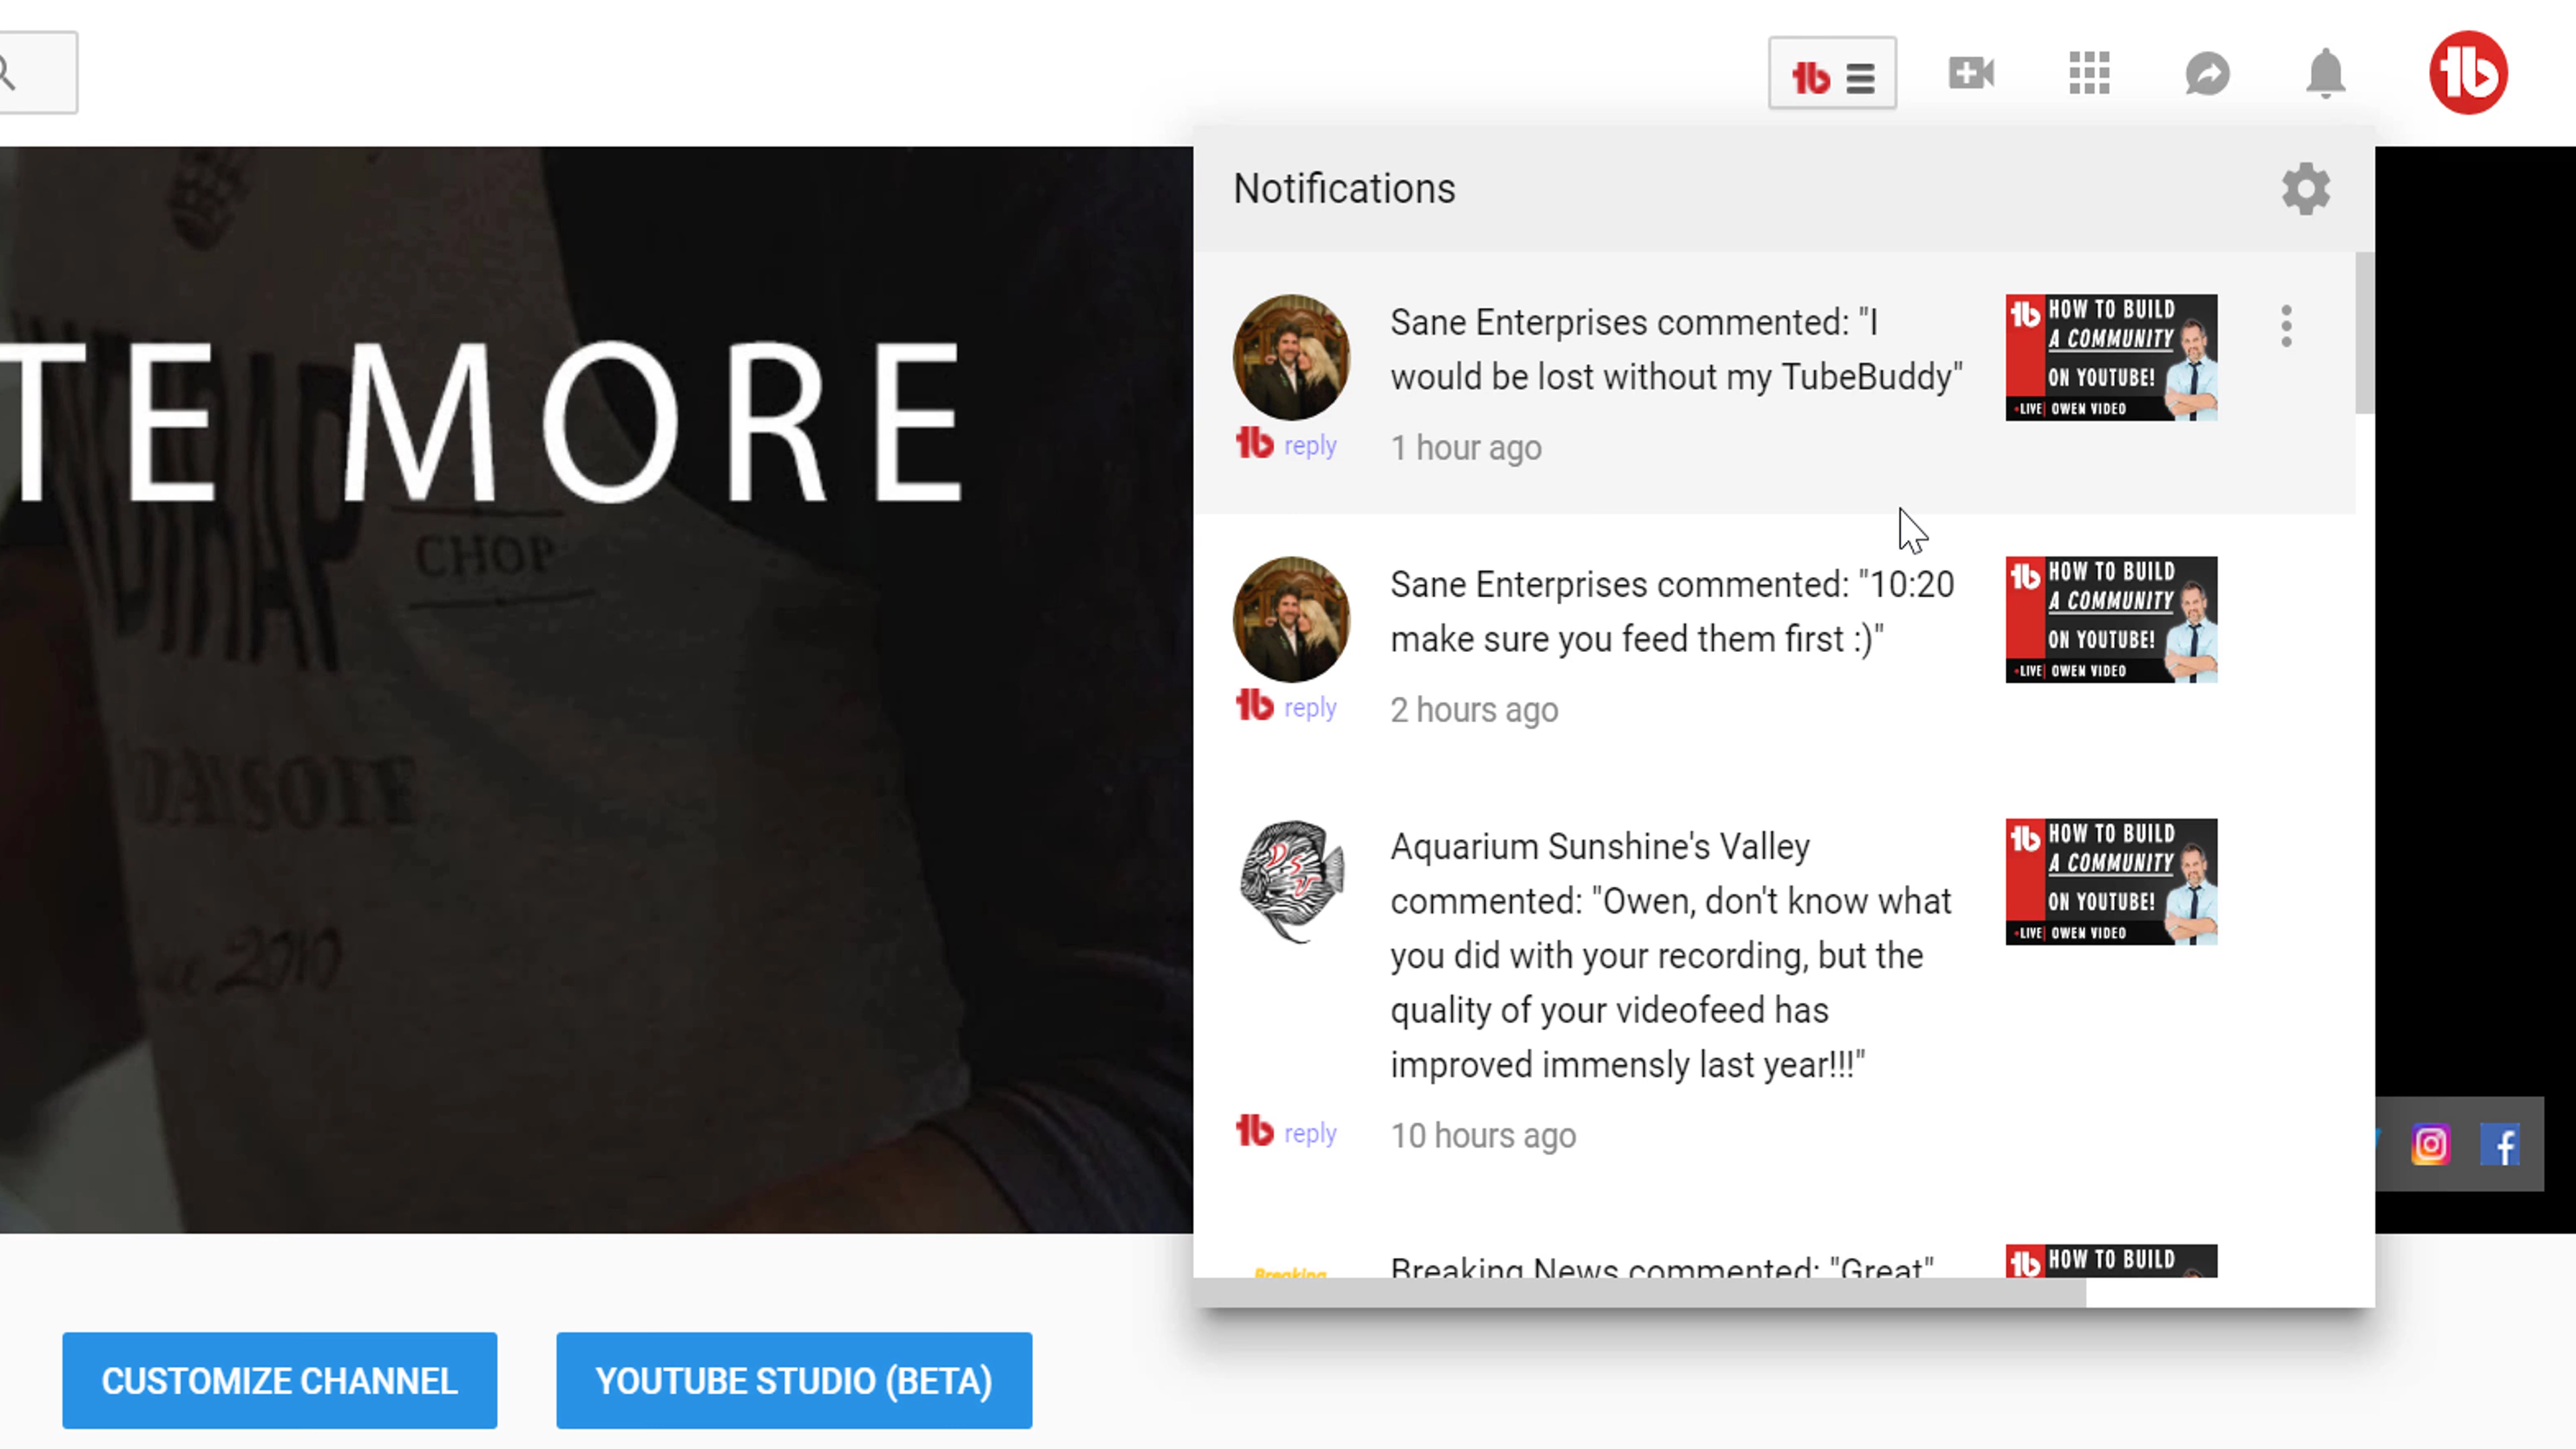 TE MORE
CHOP
2010
Notifications
Sane Enterprises commented: "I
would be lost without my TubeBuddy"
reply
1 hour ago
HOW TO BUILD
A COMMUNITY
ON YOUTUBE!
LIVE OWEN VIDEO
Sane Enterprises commented: "10:20
make sure you feed them first :)"
reply
2 hours ago
HOW TO BUILD
A COMMUNITY
ON YOUTUBE!
LIVE OWEN VIDEO
Aquarium Sunshine's Valley
commented: "Owen, don't know what
you did with your recording, but the
quality of your videofeed has
improved immensly last year!!!"
reply
10 hours ago
DSV
HOW TO BUILD
A COMMUNITY
ON YOUTUBE!
LIVE OWEN VIDEO
Breaking
Breaking News commented: "Great"
HOW TO BUILD
CUSTOMIZE CHANNEL
YOUTUBE STUDIO (BETA)